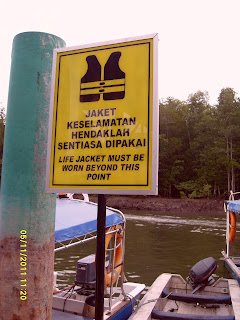 JAKET
KESELAMATAN
HENDAKLAH
SENTIASA DIPAKAI
LIFE JACKET MUST BE
WORN BEYOND THIS
POINT
05/11/2011 11:20